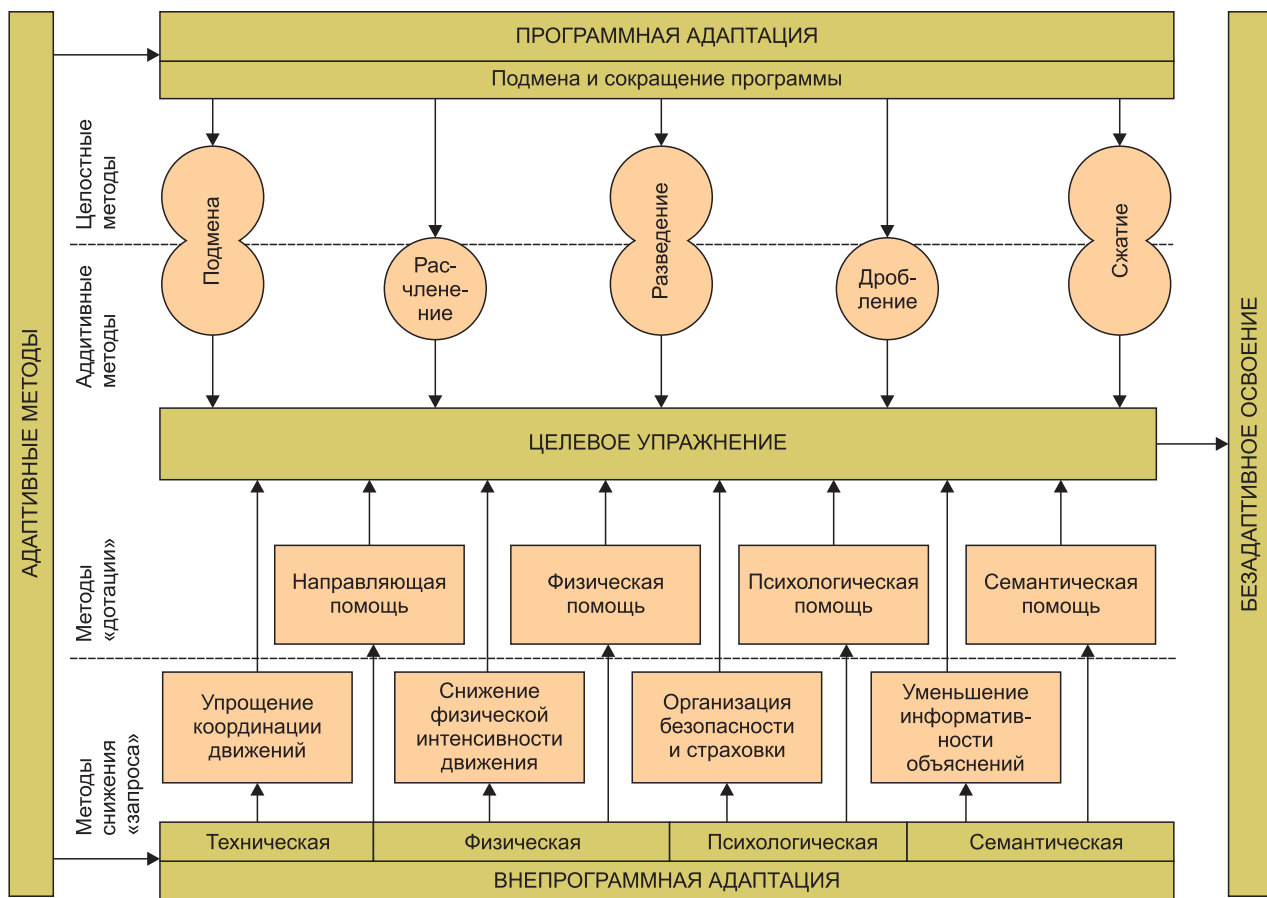 ПРОГРАММНАЯ АДАПТАЦИЯ
Подмена и сокращение программы
АДАПТИВНЫЕ МЕТОДЫ
БЕЗАДАПТИВНОЕ ОСВОЕНИЕ
Цепостные
методы
Подмена
Разведение
Сжатие
Аддитивные
методы
Рас-
членe-
ние
Дроб-
ление
ЦЕЛЕВОЕ УПРАЖНЕНИЕ
Методы
«дотации»
Направляющая
помощь
Физическая
помощь
Психологическая
помощь
Семантическая
помощь
Методы
снижения
«запроса»
Упрощение
координации
движений
Снижение
физической
интенсивности
движения
Организация
безопасности
и страховки
Уменьшение
информатив-
ности
объяснений
Техническая
Физическая
Психологическая
Семантическая
ВНЕПРОГРАММНАЯ АДАПТАЦИЯ